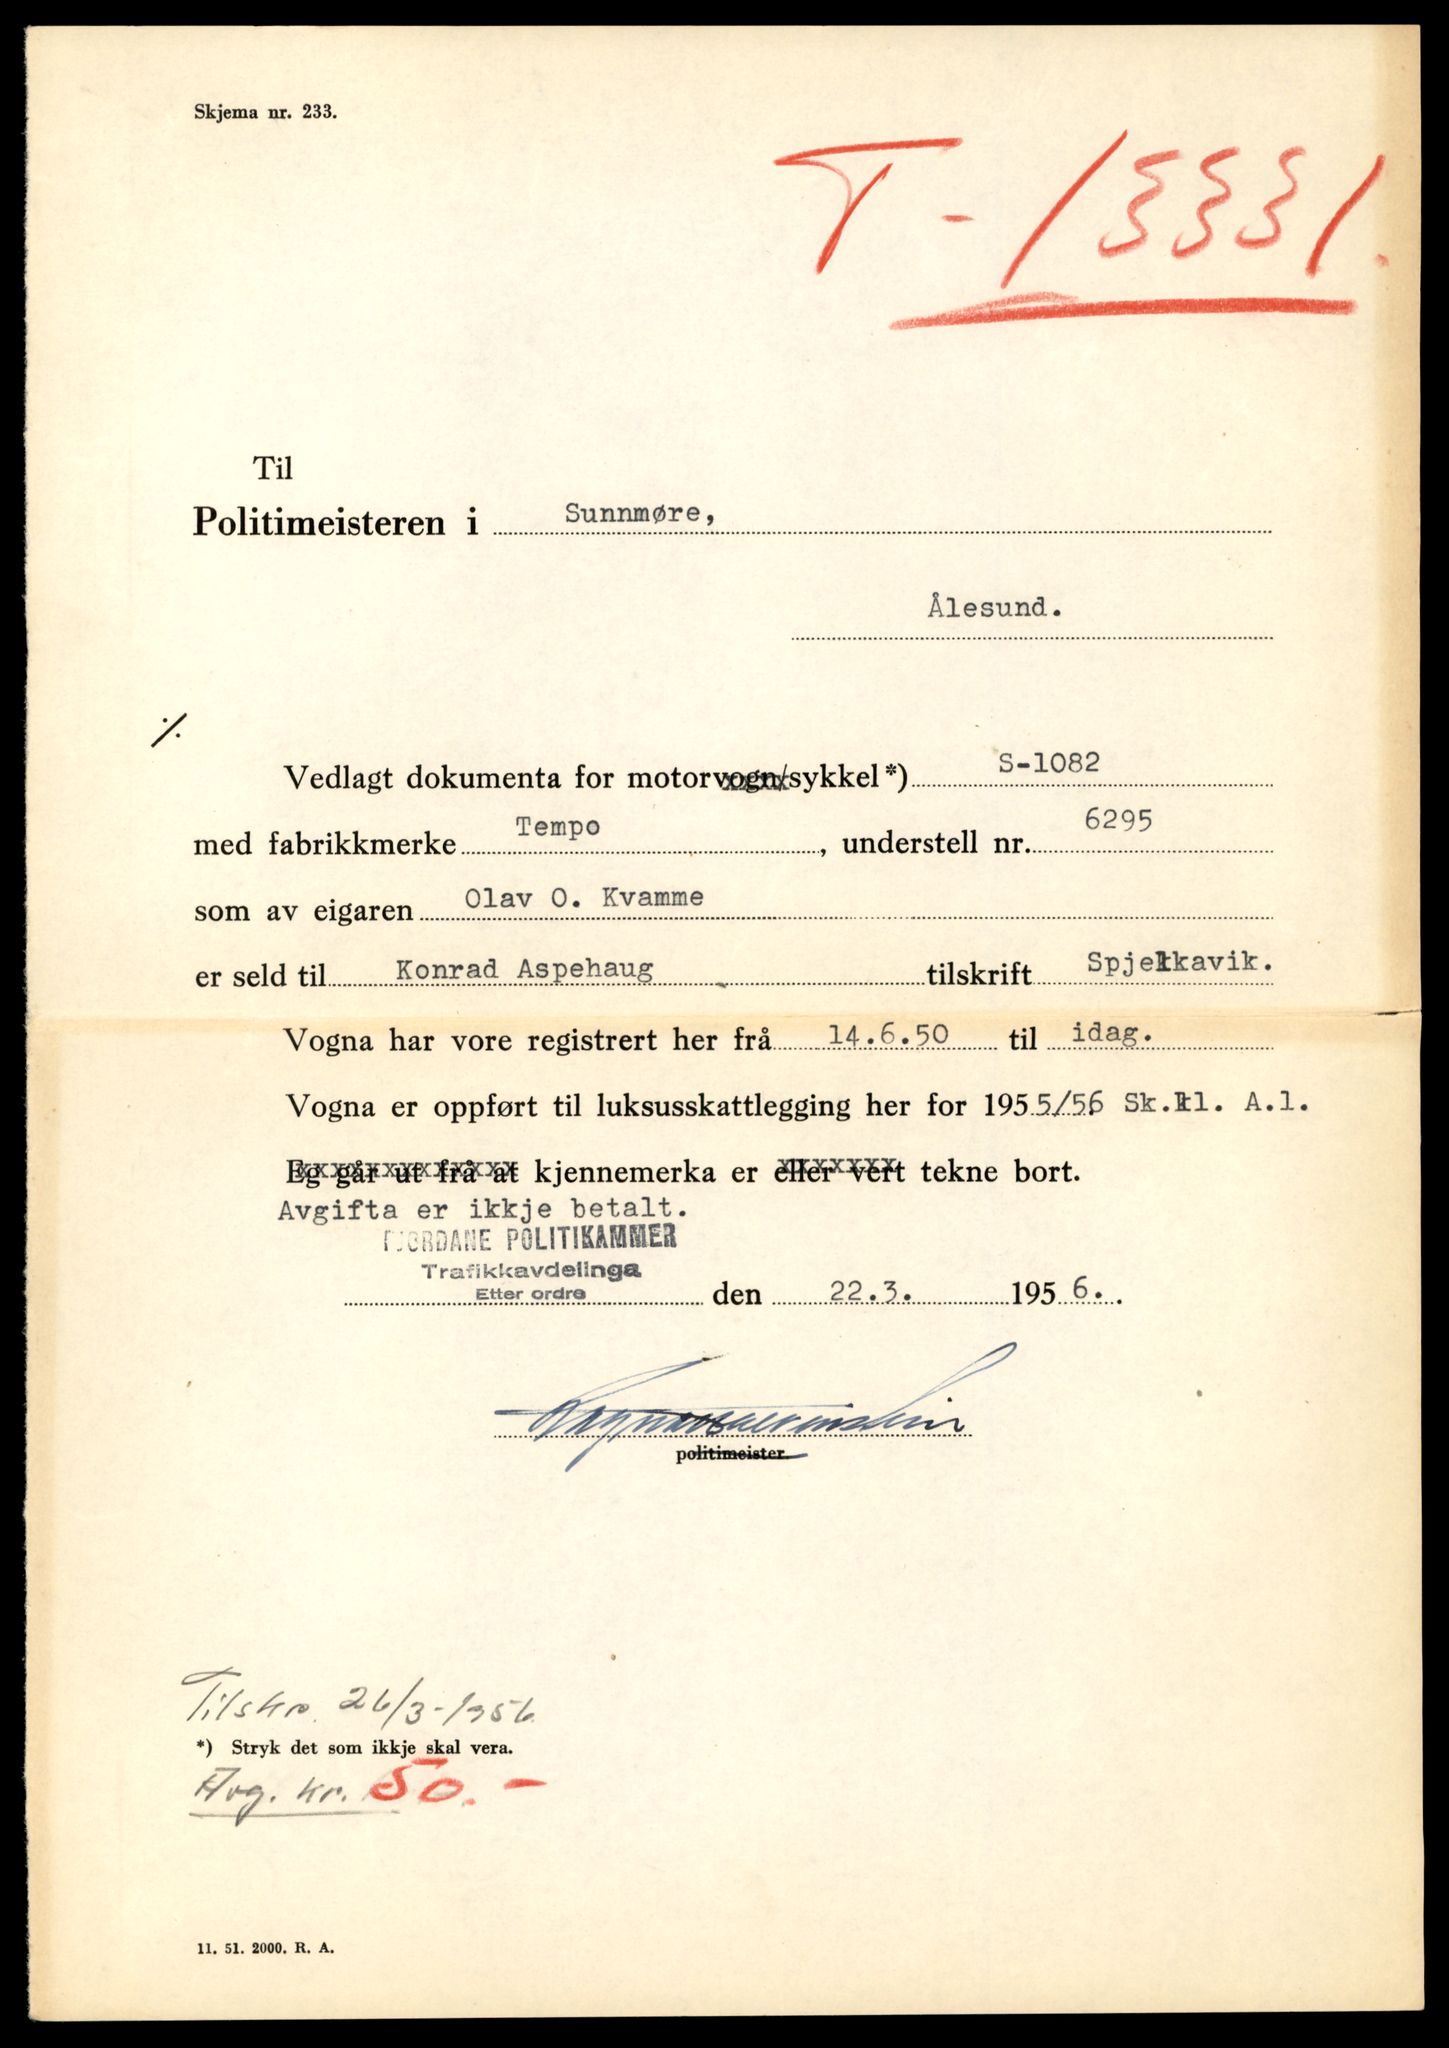 Skjema nr. 233.
T - 13331.
Til
Politimeisteren i Sunnmøre,
Ålesund.
./.
Vedlagt dokumenta for motorvogn/sykkel*) S-1082
med fabrikkmerke Tempo, understell nr. 6295
som av eigaren Olav O. Kvamme
er seld til Konrad Aspehaug tilskrift Spjelkavik.
Vogna har vore registrert her frå 14.6.50 til idag.
Vogna er oppført til luksusskattlegging her for 1955/56 Sk.kl. A.1.
Eg går ut frå at kjennemerka er eller vert tekne bort.
Avgifta er ikkje betalt.
FJORDANE POLITIKAMMER
Trafikkavdelinga
Etter ordre den 22.3. 1956.
politimeister.
Tilskr. 26/3-1956
*) Stryk det som ikkje skal vera.
Avg. kr. 50.-
11. 51. 2000. R. A.